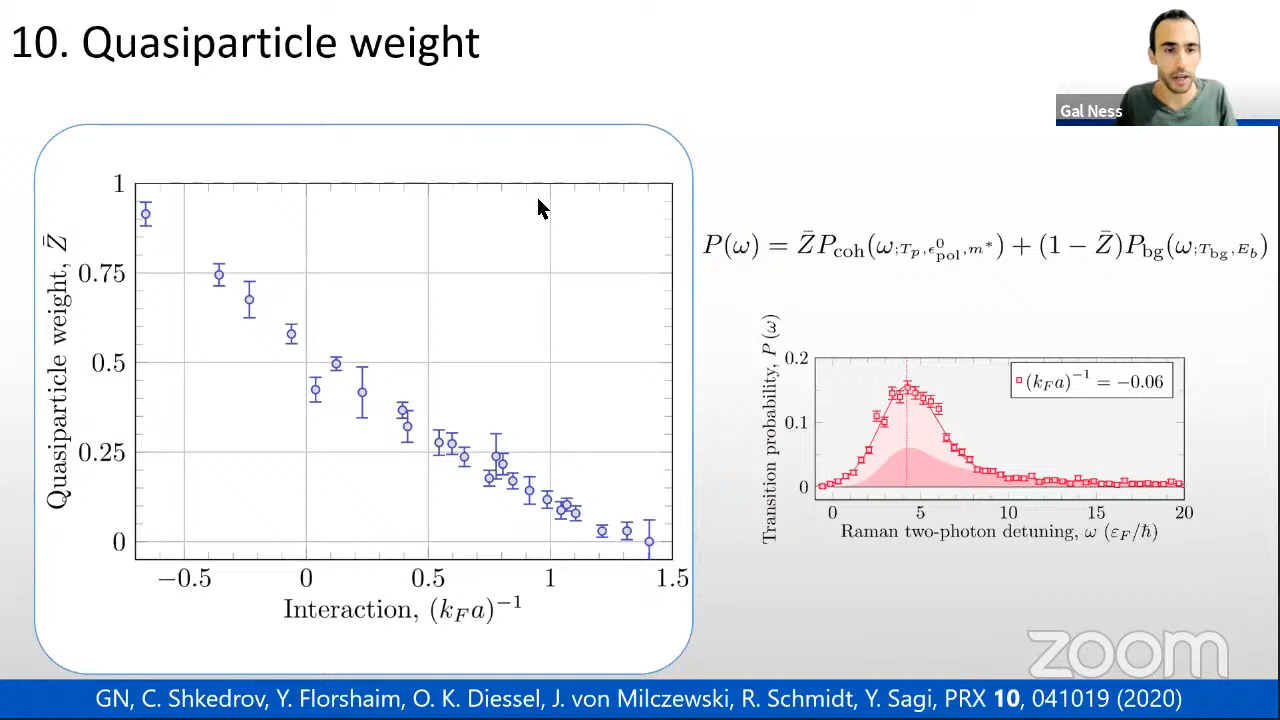 10. Quasiparticle weight
Gal Ness
1
0.75
0.5
0.25
0
−0.5
0
0.5
1
1.5
Quasiparticle weight, Z̄
Interaction, (k_F a)⁻¹
P(ω) = Z̄P_coh(ω;T_p,ϵ⁰_pol,m*) + (1 − Z̄)P_bg(ω;T_bg,E_b)
0.2
0.1
0
0
5
10
15
20
Transition probability, P (ω)
(k_F a)⁻¹ = −0.06
Raman two-photon detuning, ω (ε_F/ℏ)
zoom
GN, C. Shkedrov, Y. Florshaim, O. K. Diessel, J. von Milczewski, R. Schmidt, Y. Sagi, PRX 10, 041019 (2020)